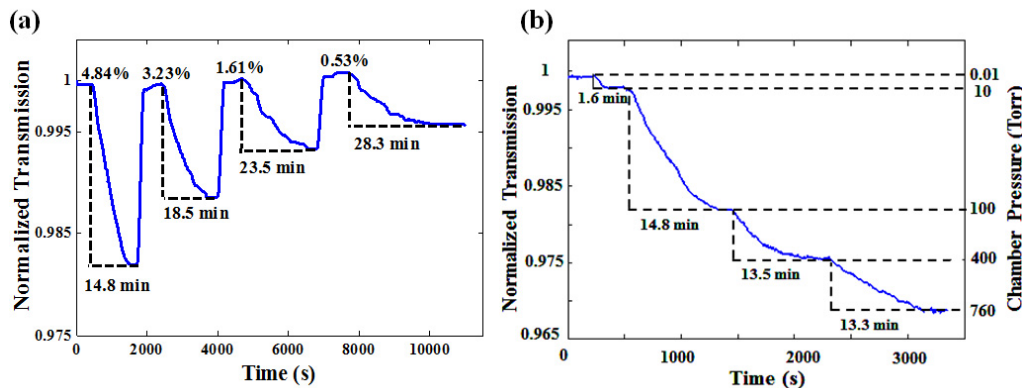 (a)
Normalized Transmission
1
0.995
0.985
0.975
4.84%
3.23%
1.61%
0.53%
14.8 min
18.5 min
23.5 min
28.3 min
0
2000
4000
6000
8000
10000
Time (s)
(b)
Normalized Transmission
1
0.995
0.985
0.975
0.965
1.6 min
14.8 min
13.5 min
13.3 min
0.01
10
100
400
760
Chamber Pressure (Torr)
0
1000
2000
3000
Time (s)